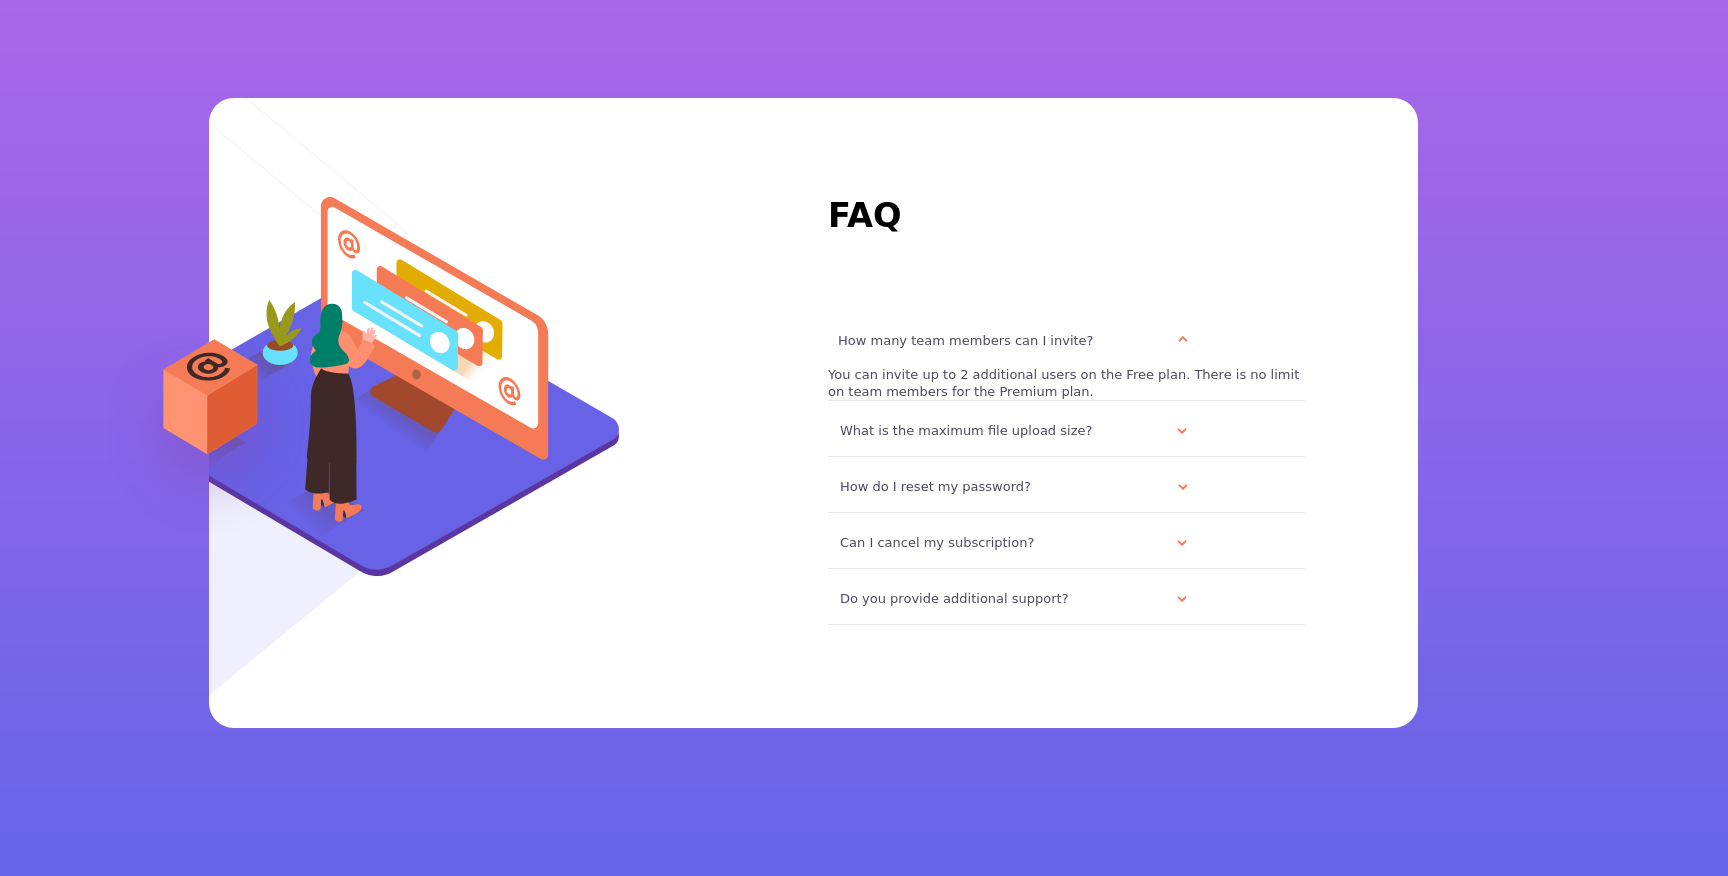 FAQ
How many team members can I invite?
You can invite up to 2 additional users on the Free plan. There is no limit
on team members for the Premium plan.
What is the maximum file upload size?
How do I reset my password?
Can I cancel my subscription?
Do you provide additional support?
@
@
@